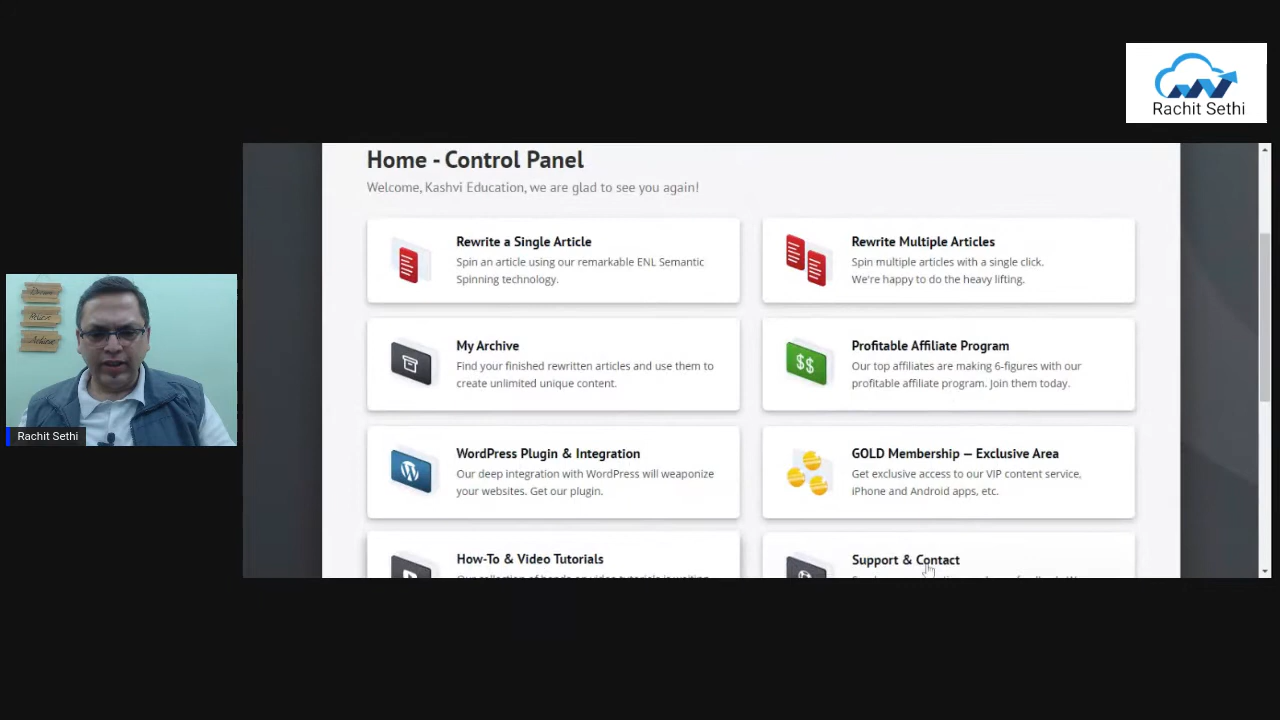 Rachit Sethi
Home - Control Panel
Welcome, Kashvi Education, we are glad to see you again!
Rewrite a Single Article
Spin an article using our remarkable ENL Semantic
Spinning technology.
Rewrite Multiple Articles
Spin multiple articles with a single click.
We're happy to do the heavy lifting.
My Archive
Find your finished rewritten articles and use them to
create unlimited unique content.
Profitable Affiliate Program
Our top affiliates are making 6-figures with our
profitable affiliate program. Join them today.
WordPress Plugin & Integration
Our deep integration with WordPress will weaponize
your websites. Get our plugin.
GOLD Membership — Exclusive Area
Get exclusive access to our VIP content service,
iPhone and Android apps, etc.
How-To & Video Tutorials
Support & Contact
Dream
Achieve
Rachit Sethi